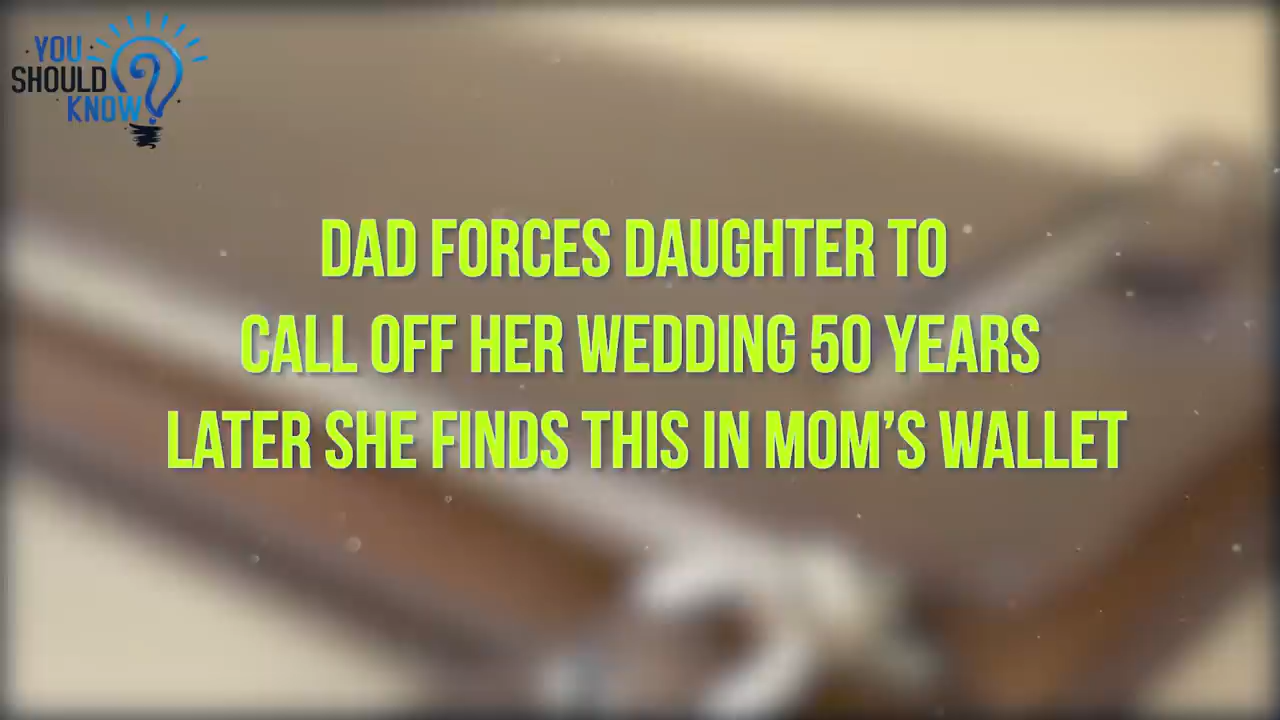 YOU
SHOULD
KNOW
DAD FORCES DAUGHTER TO
CALL OFF HER WEDDING 50 YEARS
LATER SHE FINDS THIS IN MOM’S WALLET